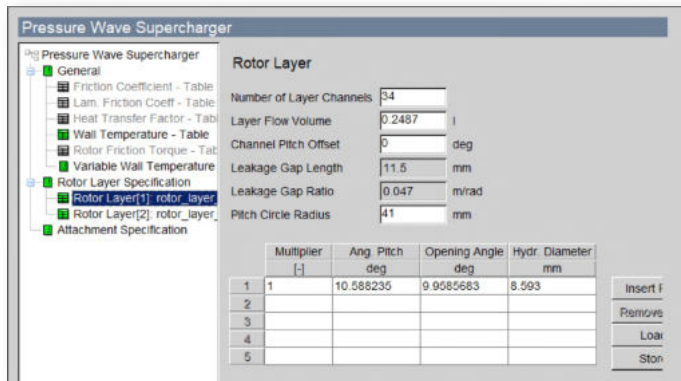 Pressure Wave Supercharger
Pressure Wave Supercharger
General
Friction Coefficient - Table
Lam. Friction Coeff - Table
Heat Transfer Factor - Tabl
Wall Temperature - Table
Rotor Friction Torque - Tab
Variable Wall Temperature
Rotor Layer Specification
Rotor Layer[1]: rotor_layer_
Rotor Layer[2]: rotor_layer_
Attachment Specification
Rotor Layer
Number of Layer Channels 34
Layer Flow Volume 0.2487 l
Channel Pitch Offset 0 deg
Leakage Gap Length 11.5 mm
Leakage Gap Ratio 0.047 m/rad
Pitch Circle Radius 41 mm
Multiplier Ang. Pitch Opening Angle Hydr. Diameter
[-] deg deg mm
1 1 10.588235 9.9585683 8.593
2
3
4
5
Insert R
Remove
Load
Store